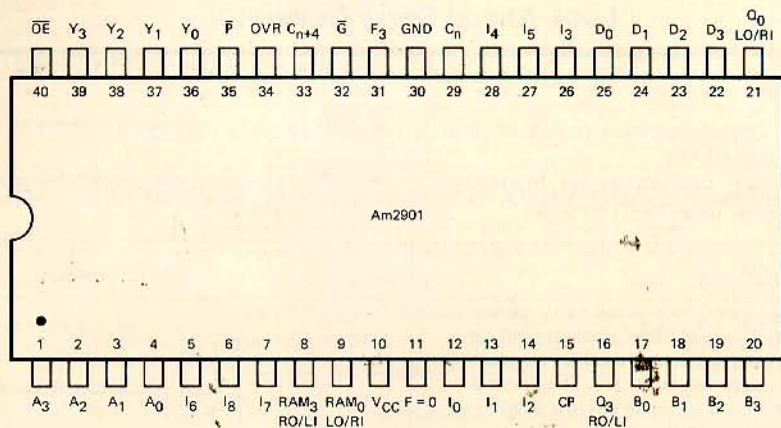 Q₀
O̅E̅ Y₃ Y₂ Y₁ Y₀ P̅ OVR Cₙ₊₄ G̅ F₃ GND Cₙ I₄ I₅ I₃ D₀ D₁ D₂ D₃ LO/RI
40 39 38 37 36 35 34 33 32 31 30 29 28 27 26 25 24 23 22 21
Am2901
1 2 3 4 5 6 7 8 9 10 11 12 13 14 15 16 17 18 19 20
A₃ A₂ A₁ A₀ I₆ I₈ I₇ RAM₃ RAM₀ V_CC F = 0 I₀ I₁ I₂ CP Q₃ B₀ B₁ B₂ B₃
RO/LI LO/RI RO/LI